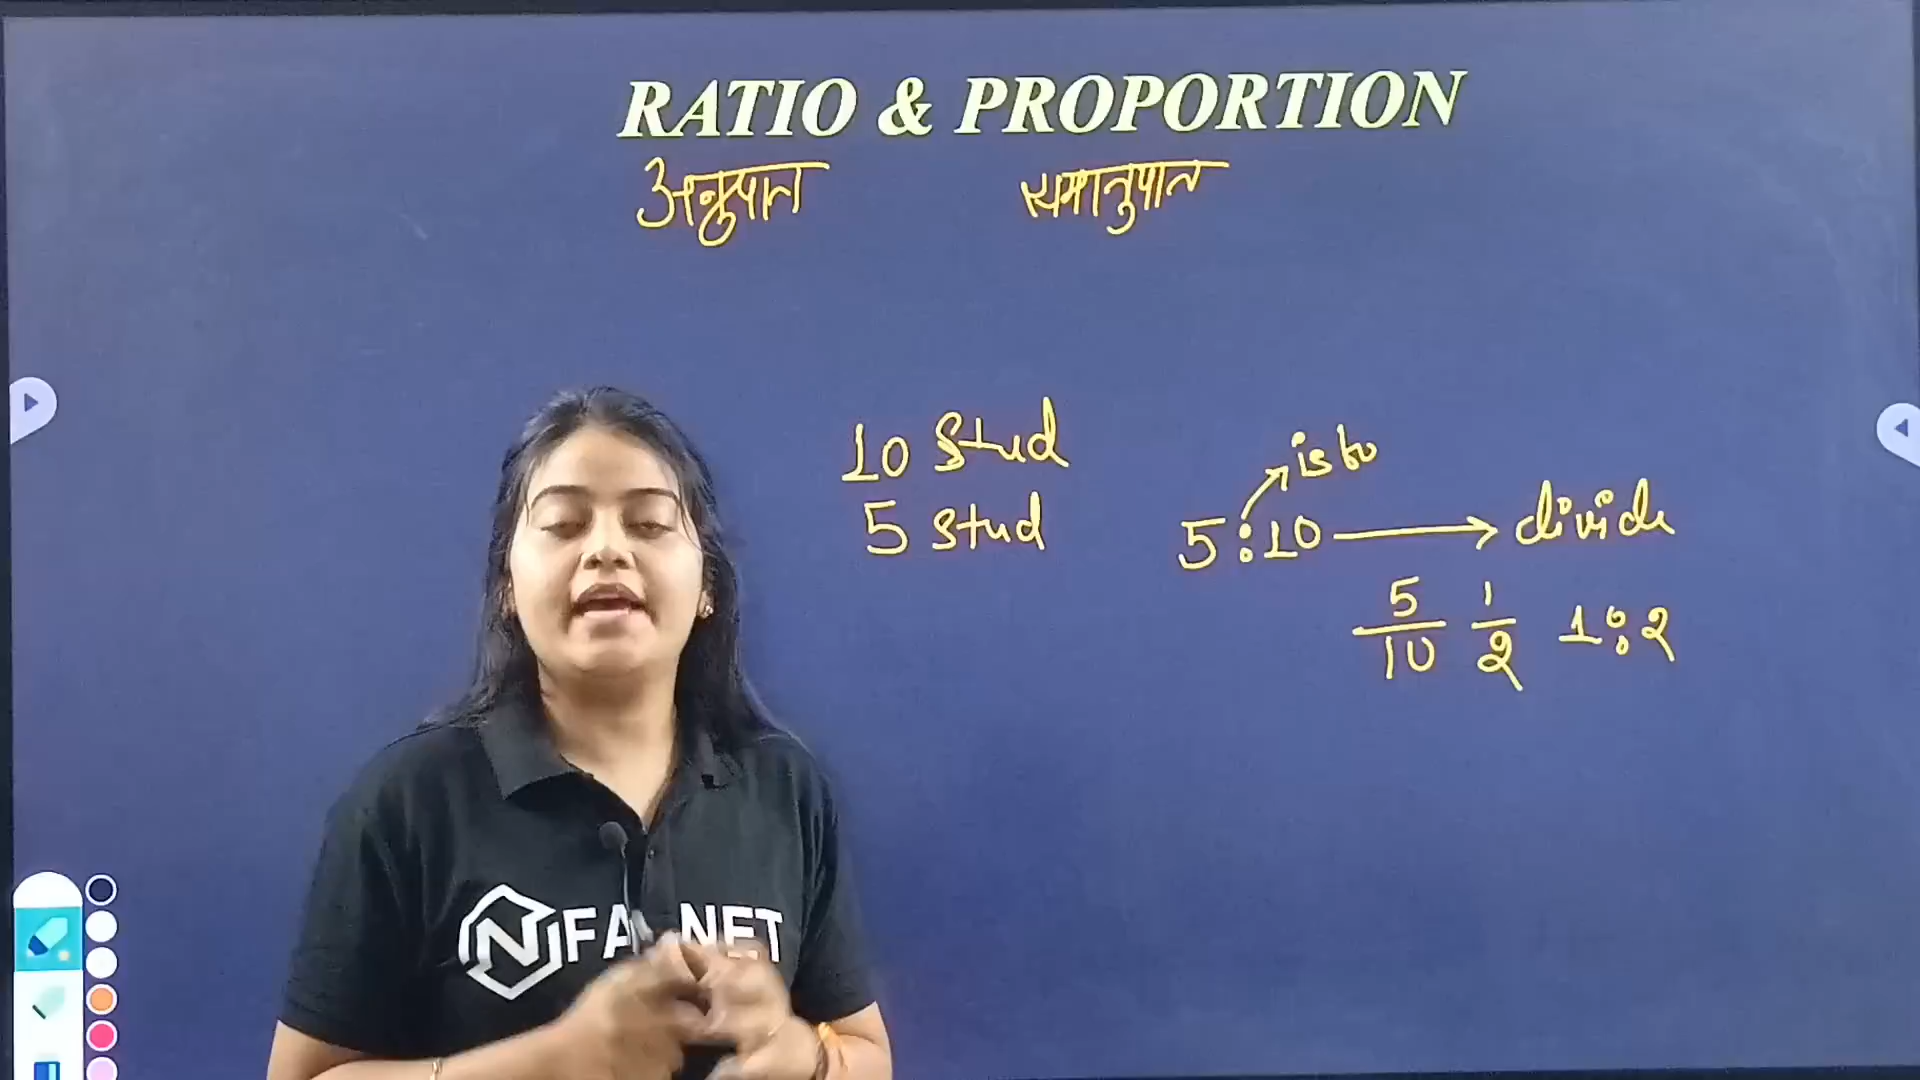 RATIO & PROPORTION
अनुपात समानुपात
10 Stud
5 Stud
is to
5:10 → divide
5/10 1/2 1:2
NET